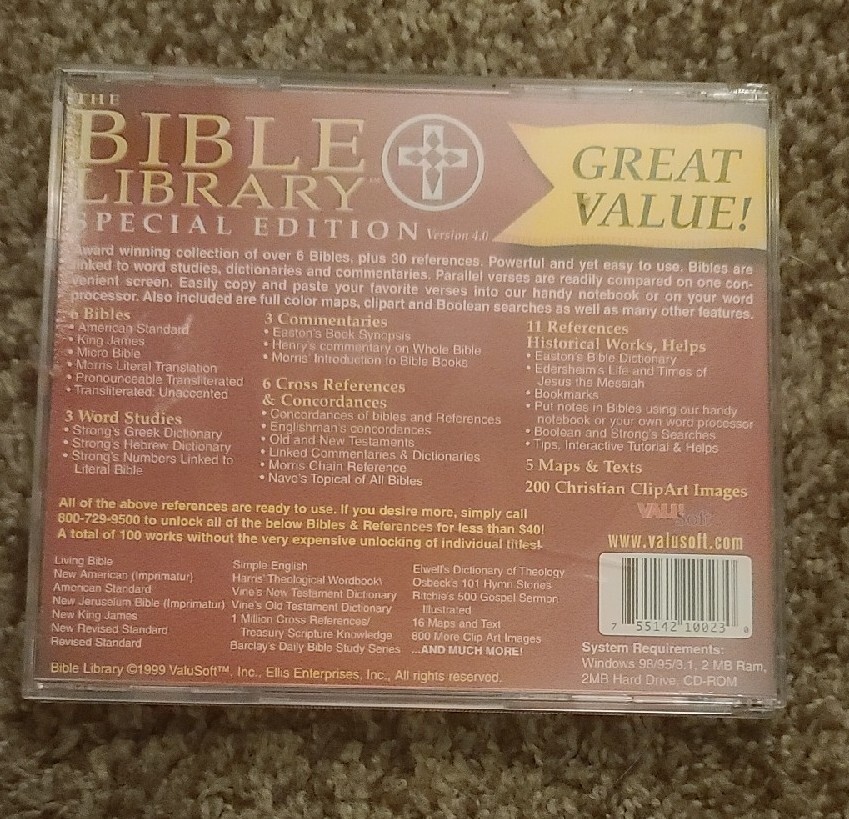 THE
BIBLE
LIBRARY
SPECIAL EDITION Version 4.0
GREAT
VALUE!
Award winning collection of over 6 Bibles, plus 30 references. Powerful and yet easy to use. Bibles are
linked to word studies, dictionaries and commentaries. Parallel verses are readily compared on one con-
venient screen. Easily copy and paste your favorite verses into our handy notebook or on your word
processor. Also included are full color maps, clipart and Boolean searches as well as many other features.
6 Bibles
• American Standard
• King James
• Micro Bible
• Morris Literal Translation
• Pronounceable Transliterated
• Transliterated: Unaccented
3 Word Studies
• Strong's Greek Dictionary
• Strong's Hebrew Dictionary
• Strong's Numbers Linked to
Literal Bible
3 Commentaries
• Easton's Book Synopsis
• Henry's commentary on Whole Bible
• Morris' Introduction to Bible Books
6 Cross References
& Concordances
• Concordances of bibles and References
• Englishman's concordances
• Old and New Testaments
• Linked Commentaries & Dictionaries
• Morris Chain Reference
• Nave's Topical of All Bibles
11 References
Historical Works, Helps
• Easton's Bible Dictionary
• Edersheim's Life and Times of
Jesus the Messiah
• Bookmarks
• Put notes in Bibles using our handy
notebook or your own word processor
• Boolean and Strong's Searches
• Tips, Interactive Tutorial & Helps
5 Maps & Texts
200 Christian ClipArt Images
All of the above references are ready to use. If you desire more, simply call
800-729-9500 to unlock all of the below Bibles & References for less than $40!
A total of 100 works without the very expensive unlocking of individual titles!
VALU
Soft
www.valusoft.com
Living Bible
New American (Imprimatur)
American Standard
New Jerusalem Bible (Imprimatur)
New King James
New Revised Standard
Revised Standard
Simple English
Harris' Theological Wordbook\
Vine's New Testament Dictionary
Vine's Old Testament Dictionary
1 Million Cross References/
Treasury Scripture Knowledge
Barclay's Daily Bible Study Series
Elwell's Dictionary of Theology
Osbeck's 101 Hymn Stories
Ritchie's 500 Gospel Sermon
Illustrated
16 Maps and Text
800 More Clip Art Images
...AND MUCH MORE!
7 55142 10023 0
System Requirements:
Windows 98/95/3.1, 2 MB Ram,
2MB Hard Drive, CD-ROM
Bible Library ©1999 ValuSoft™, Inc., Ellis Enterprises, Inc., All rights reserved.